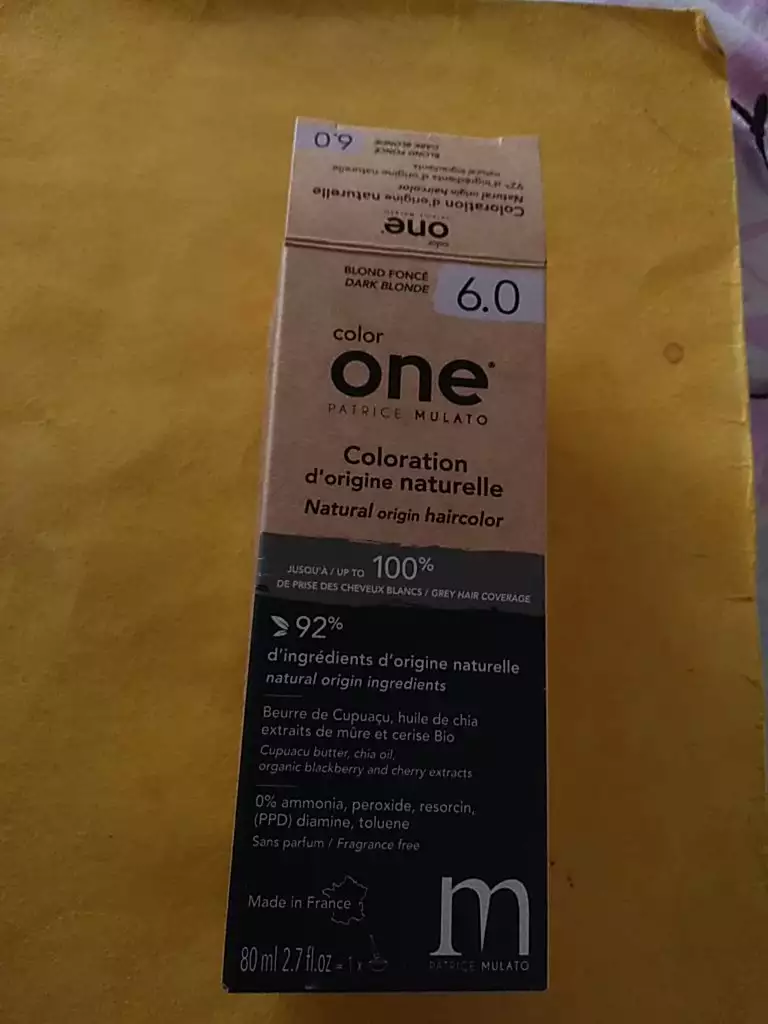 6.0
BLOND FONCÉ
DARK BLONDE
natural ingredients
92% d'ingrédients d'origine naturelle
Natural origin haircolor
Coloration d'origine naturelle
PATRICE MULATO
one
color
BLOND FONCÉ
DARK BLONDE
6.0
color
one
PATRICE MULATO
Coloration
d'origine naturelle
Natural origin haircolor
JUSQU'À / UP TO 100%
DE PRISE DES CHEVEUX BLANCS / GREY HAIR COVERAGE
92%
d'ingrédients d'origine naturelle
natural origin ingredients
Beurre de Cupuaçu, huile de chia
extraits de mûre et cerise Bio
Cupuacu butter, chia oil,
organic blackberry and cherry extracts
0% ammonia, peroxide, resorcin,
(PPD) diamine, toluene
Sans parfum / Fragrance free
Made in France
80 ml 2.7 fl.oz = 1 x
m
PATRICE MULATO